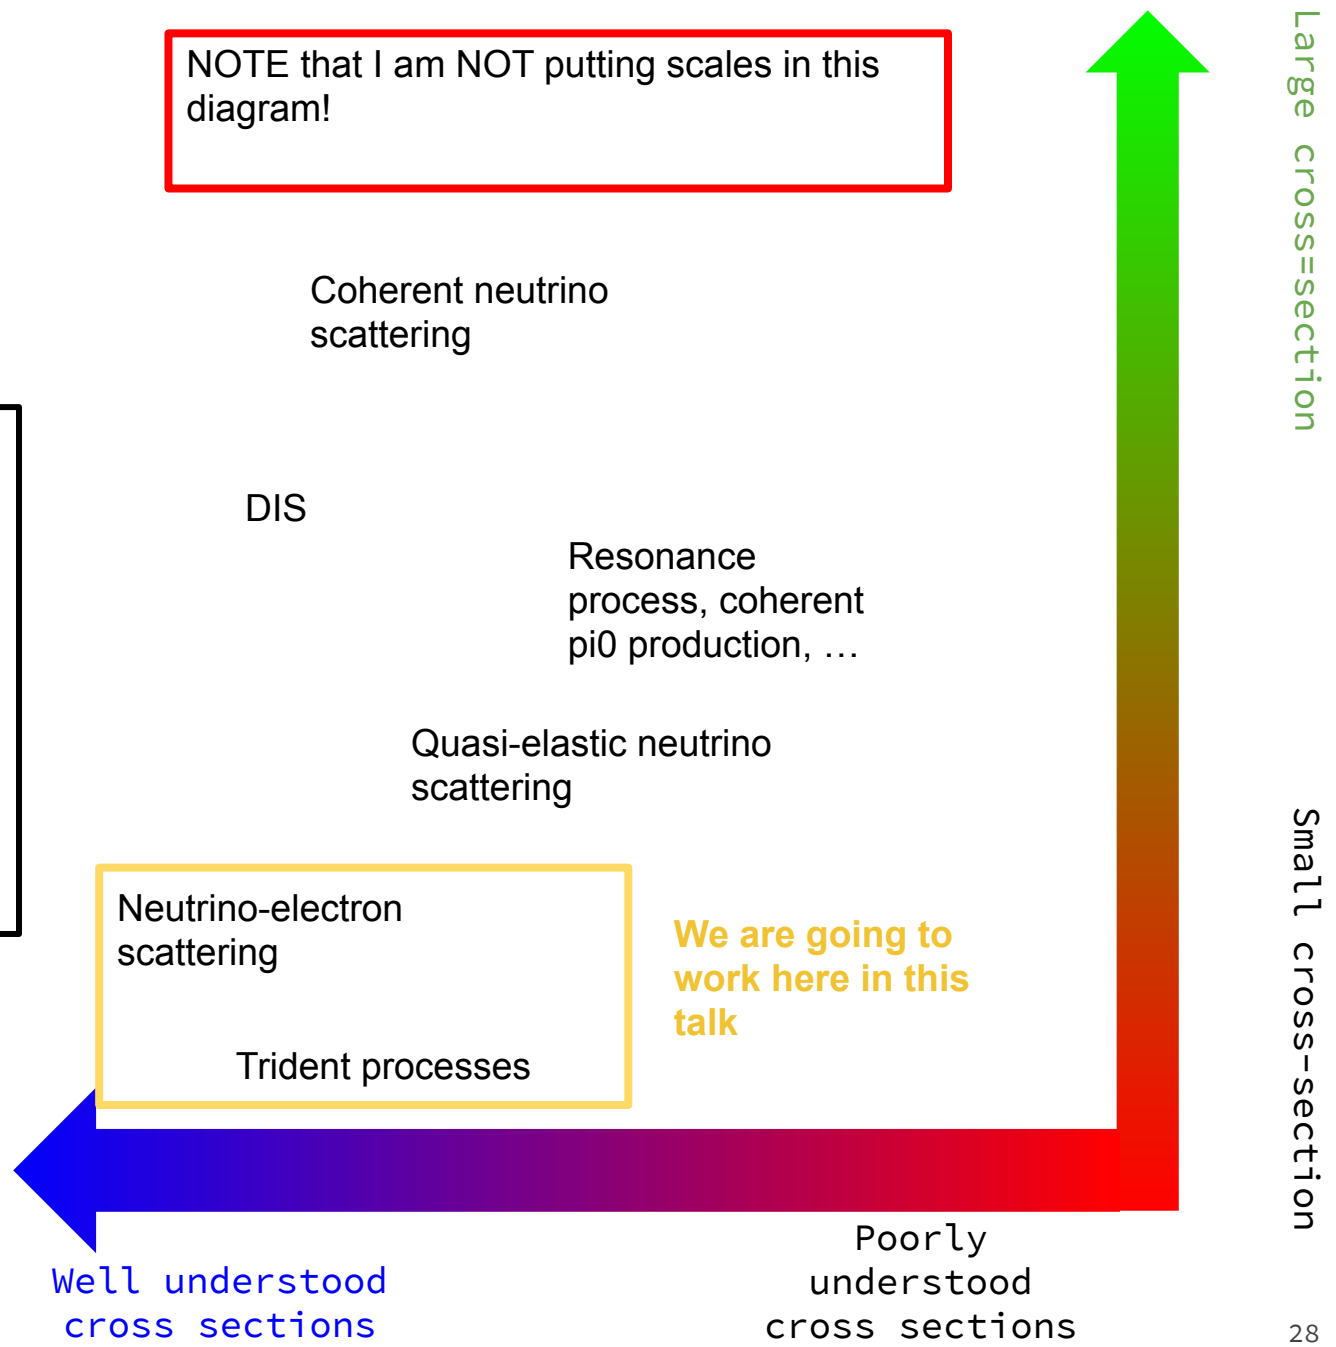 NOTE that I am NOT putting scales in this
diagram!
Large cross=section
Coherent neutrino
scattering
DIS
Resonance
process, coherent
pi0 production, …
Quasi-elastic neutrino
scattering
Small cross-section
Neutrino-electron
scattering
Trident processes
We are going to
work here in this
talk
Well understood
cross sections
Poorly
understood
cross sections
28